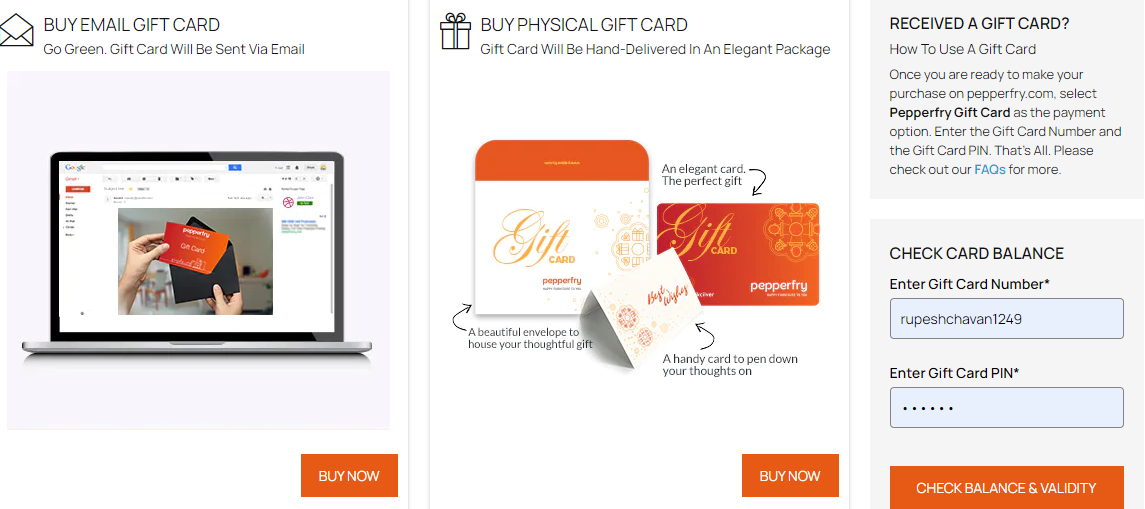 BUY EMAIL GIFT CARD
Go Green. Gift Card Will Be Sent Via Email
Google
pepperfry
Gift Card
BUY NOW
BUY PHYSICAL GIFT CARD
Gift Card Will Be Hand-Delivered In An Elegant Package
An elegant card.
The perfect gift
Gift
CARD
pepperfry
HAPPY FURNITURE TO YOU
Gift
CARD
pepperfry
HAPPY FURNITURE TO YOU
Best Wishes
A beautiful envelope to
house your thoughtful gift
A handy card to pen down
your thoughts on
BUY NOW
RECEIVED A GIFT CARD?
How To Use A Gift Card
Once you are ready to make your
purchase on pepperfry.com, select
Pepperfry Gift Card as the payment
option. Enter the Gift Card Number and
the Gift Card PIN. That's All. Please
check out our FAQs for more.
CHECK CARD BALANCE
Enter Gift Card Number*
rupeshchavan1249
Enter Gift Card PIN*
••••••
CHECK BALANCE & VALIDITY